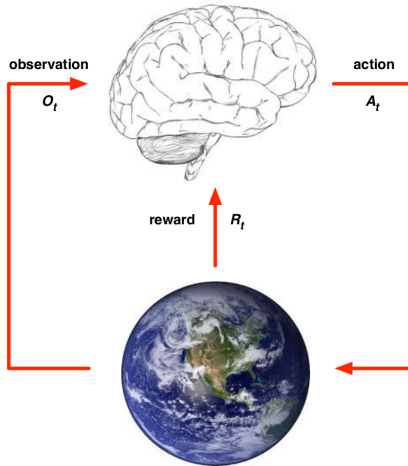 observation
action
O_t
A_t
reward
R_t